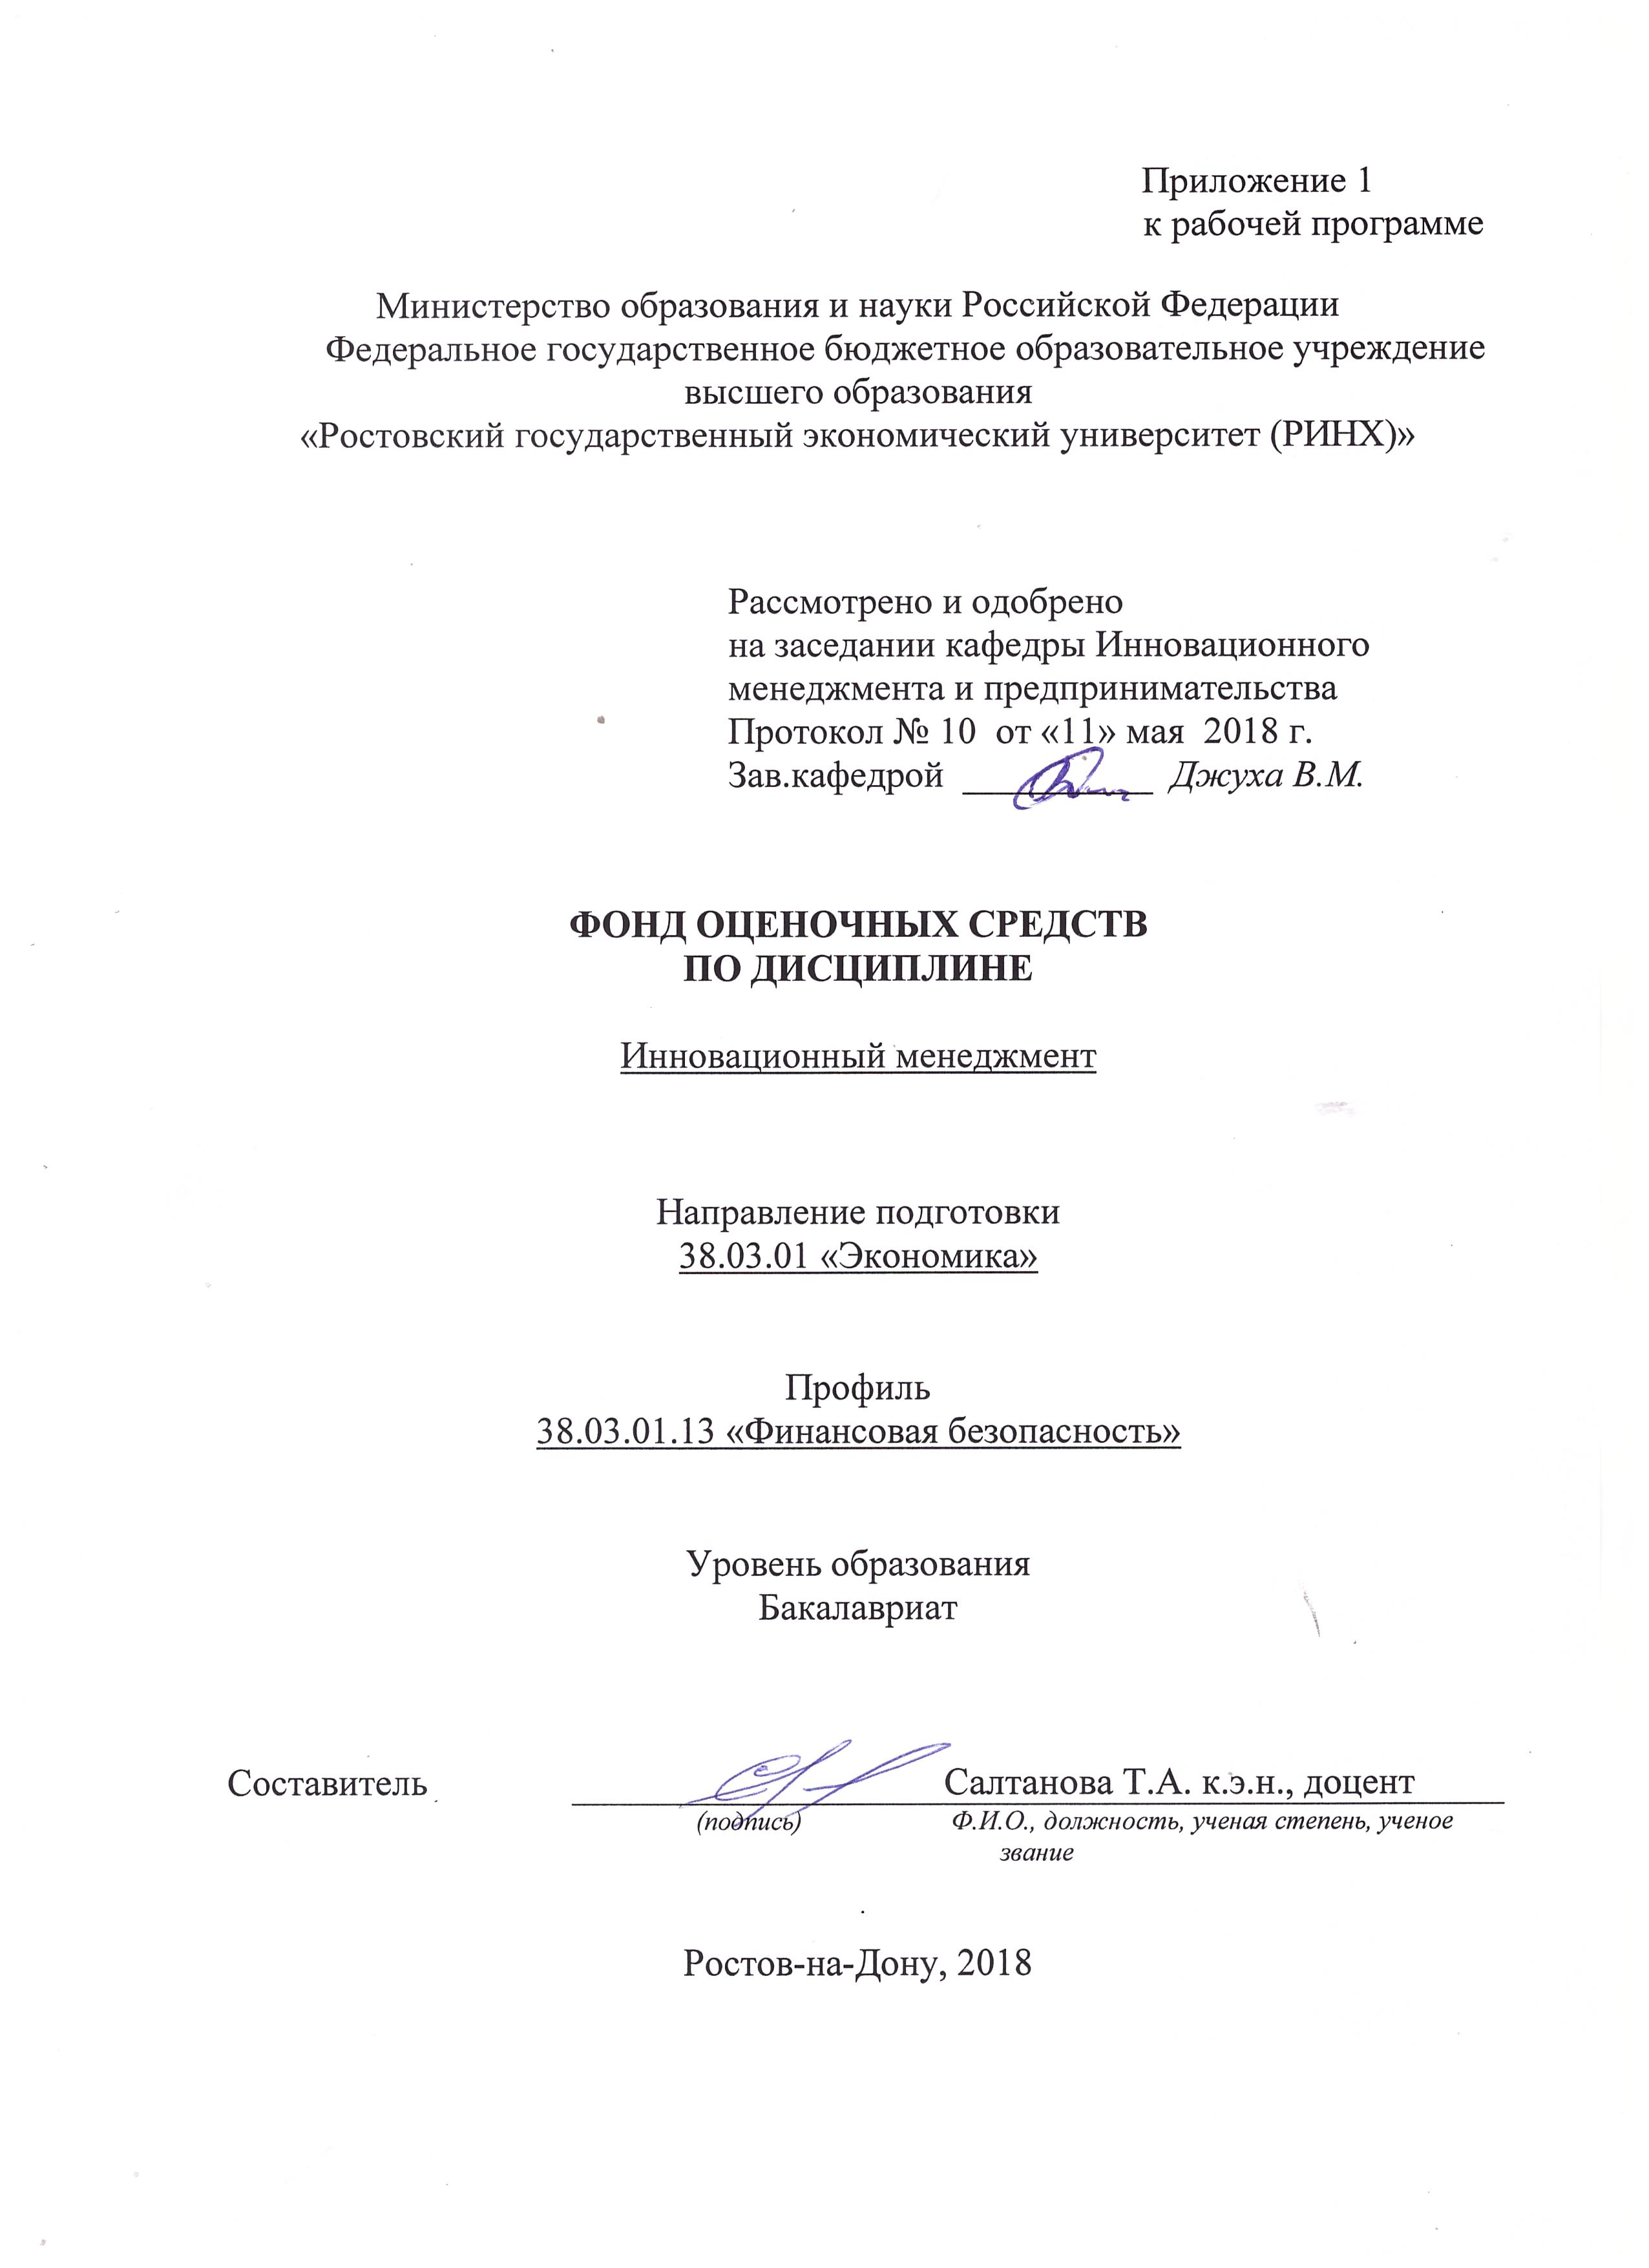 Приложение 1
к рабочей программе
Министерство образования и науки Российской Федерации
Федеральное государственное бюджетное образовательное учреждение
высшего образования
«Ростовский государственный экономический университет (РИНХ)»
Рассмотрено и одобрено
на заседании кафедры Инновационного
менеджмента и предпринимательства
Протокол № 10 от «11» мая 2018 г.
Зав.кафедрой __________ Джуха В.М.
ФОНД ОЦЕНОЧНЫХ СРЕДСТВ
ПО ДИСЦИПЛИНЕ
Инновационный менеджмент
Направление подготовки
38.03.01 «Экономика»
Профиль
38.03.01.13 «Финансовая безопасность»
Уровень образования
Бакалавриат
Составитель Салтанова Т.А. к.э.н., доцент
(подпись) Ф.И.О., должность, ученая степень, ученое
звание
Ростов-на-Дону, 2018